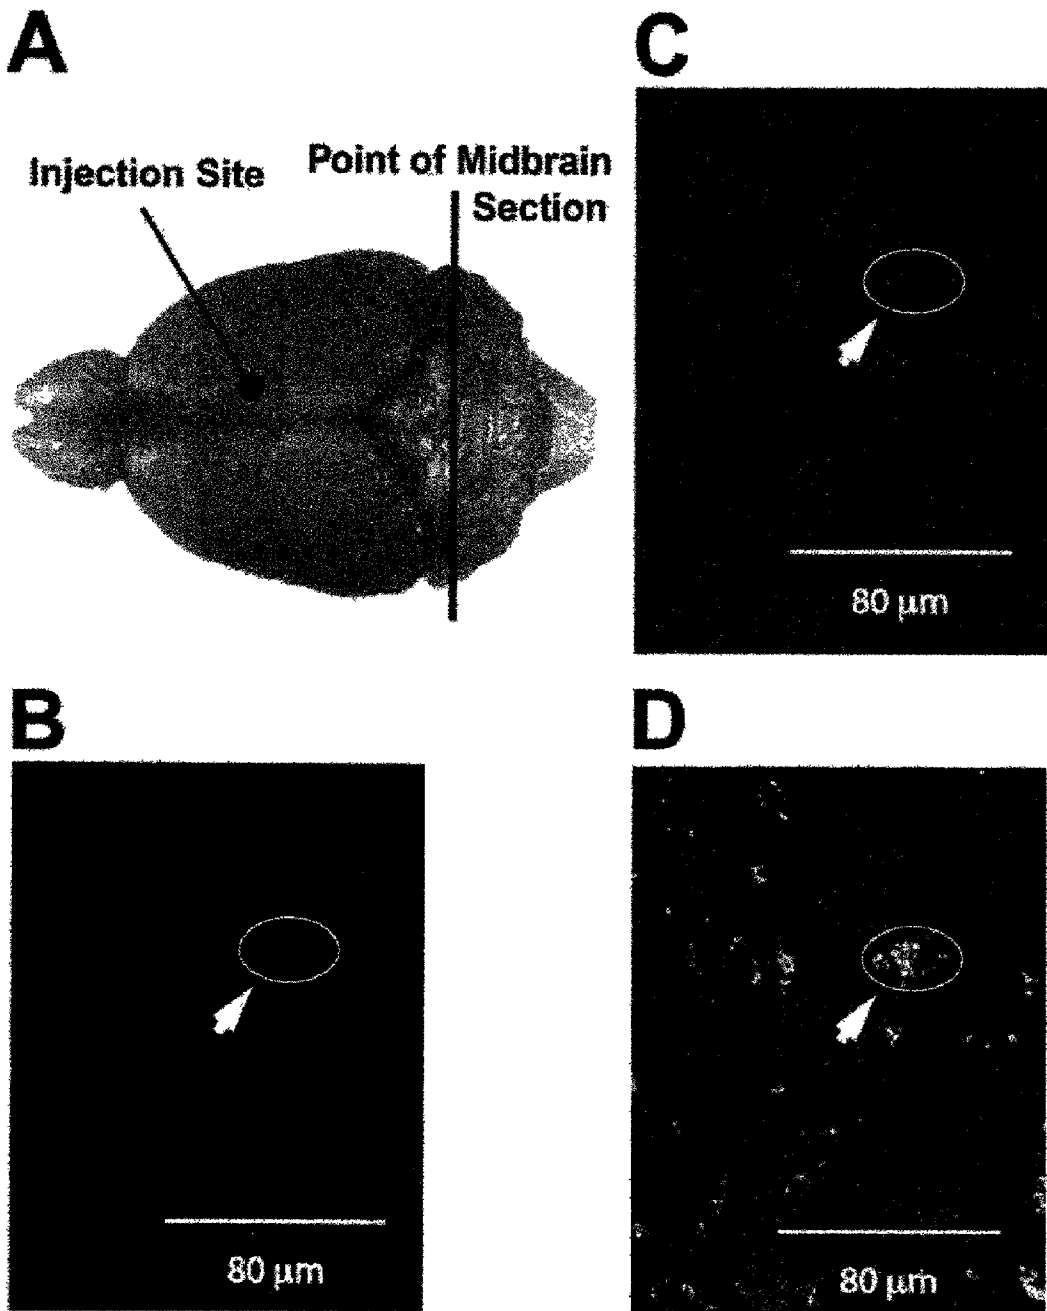 A
Injection Site
Point of Midbrain
Section
C
80 µm
B
80 µm
D
80 µm